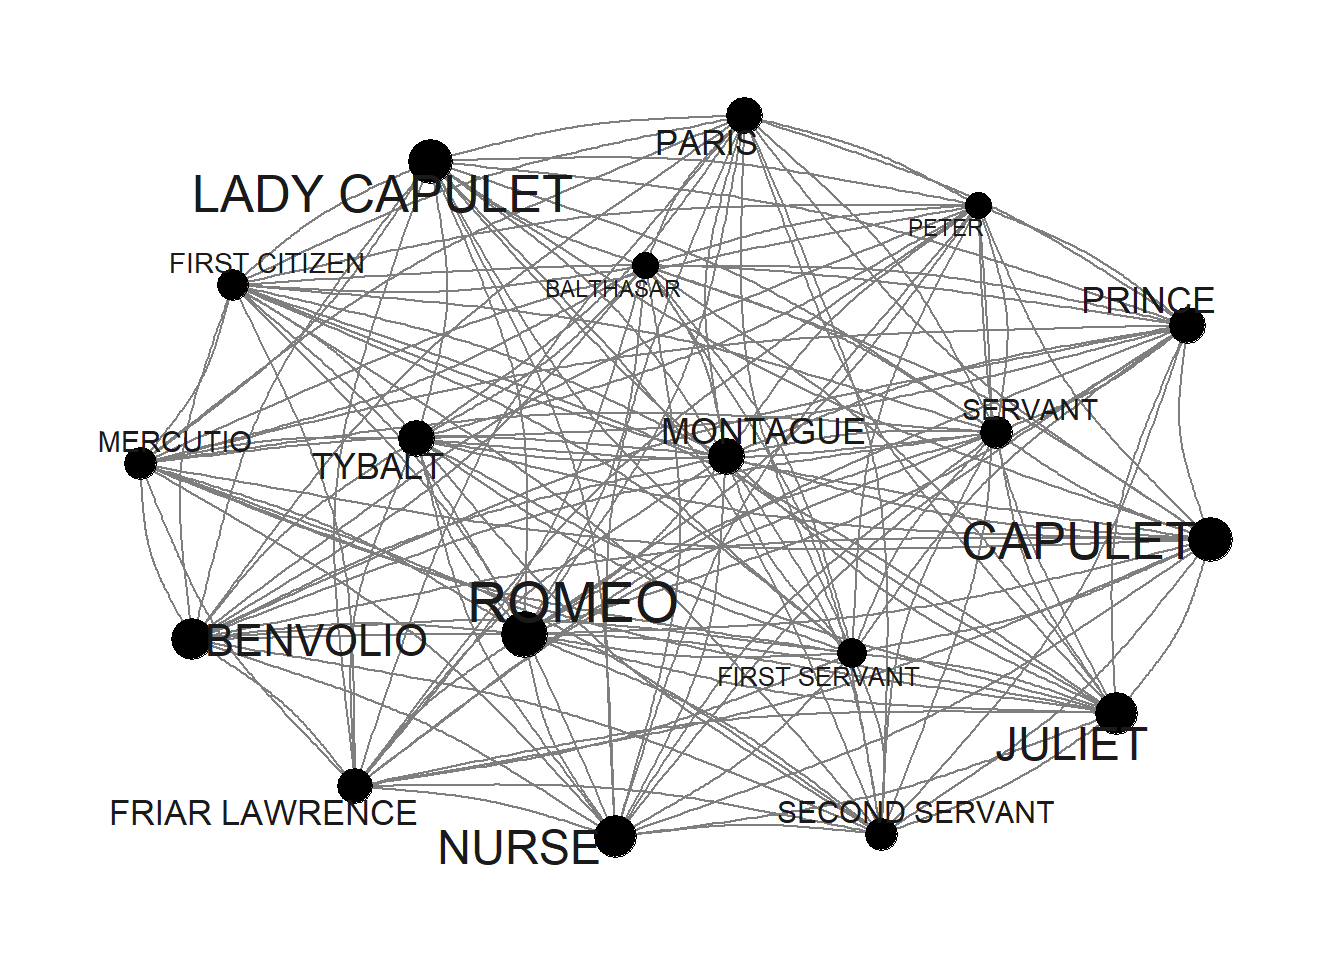 PARIS
LADY CAPULET
PETER
FIRST CITIZEN
BALTHASAR
PRINCE
SERVANT
MONTAGUE
MERCUTIO
TYBALT
CAPULET
ROMEO
BENVOLIO
FIRST SERVANT
JULIET
SECOND SERVANT
FRIAR LAWRENCE
NURSE